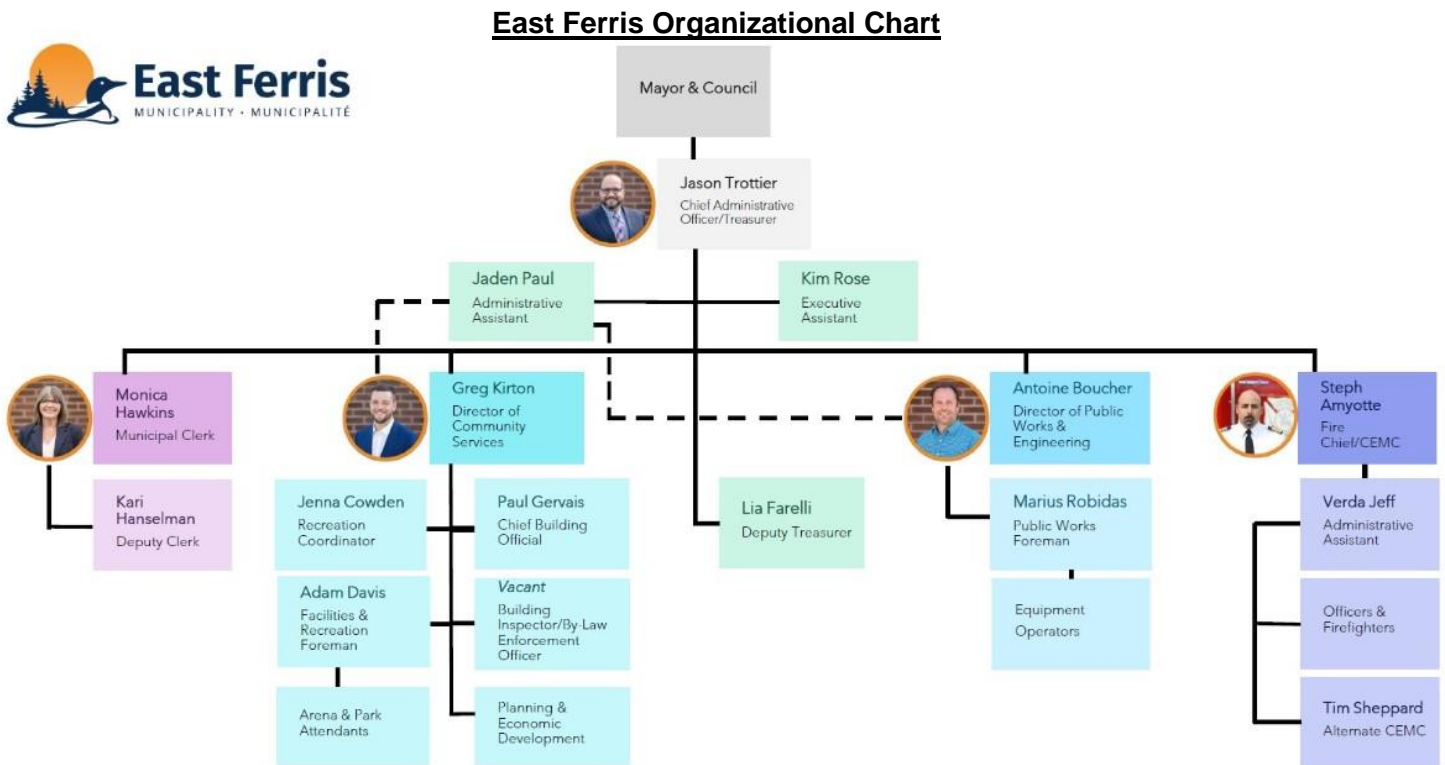 East Ferris Organizational Chart
East Ferris
MUNICIPALITY • MUNICIPALITÉ
Mayor & Council
Jason Trottier
Chief Administrative
Officer/Treasurer
Jaden Paul
Administrative
Assistant
Kim Rose
Executive
Assistant
Monica
Hawkins
Municipal Clerk
Greg Kirton
Director of
Community
Services
Antoine Boucher
Director of Public
Works &
Engineering
Steph
Amyotte
Fire
Chief/CEMC
Kari
Hanselman
Deputy Clerk
Jenna Cowden
Recreation
Coordinator
Paul Gervais
Chief Building
Official
Lia Farelli
Deputy Treasurer
Marius Robidas
Public Works
Foreman
Verda Jeff
Administrative
Assistant
Adam Davis
Facilities &
Recreation
Foreman
Vacant
Building
Inspector/By-Law
Enforcement
Officer
Equipment
Operators
Officers &
Firefighters
Arena & Park
Attendants
Planning &
Economic
Development
Tim Sheppard
Alternate CEMC